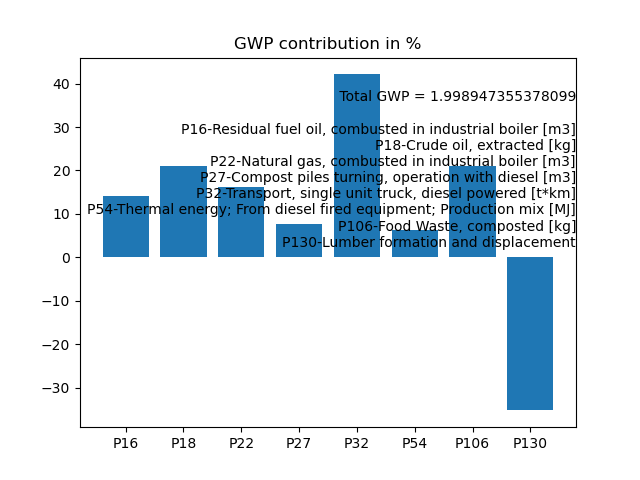 GWP contribution in %
40
30
20
10
0
−10
−20
−30
Total GWP = 1.998947355378099
P16-Residual fuel oil, combusted in industrial boiler [m3]
P18-Crude oil, extracted [kg]
P22-Natural gas, combusted in industrial boiler [m3]
P27-Compost piles turning, operation with diesel [m3]
P32-Transport, single unit truck, diesel powered [t*km]
P54-Thermal energy; From diesel fired equipment; Production mix [MJ]
P106-Food Waste, composted [kg]
P130-Lumber formation and displacement
P16 P18 P22 P27 P32 P54 P106 P130